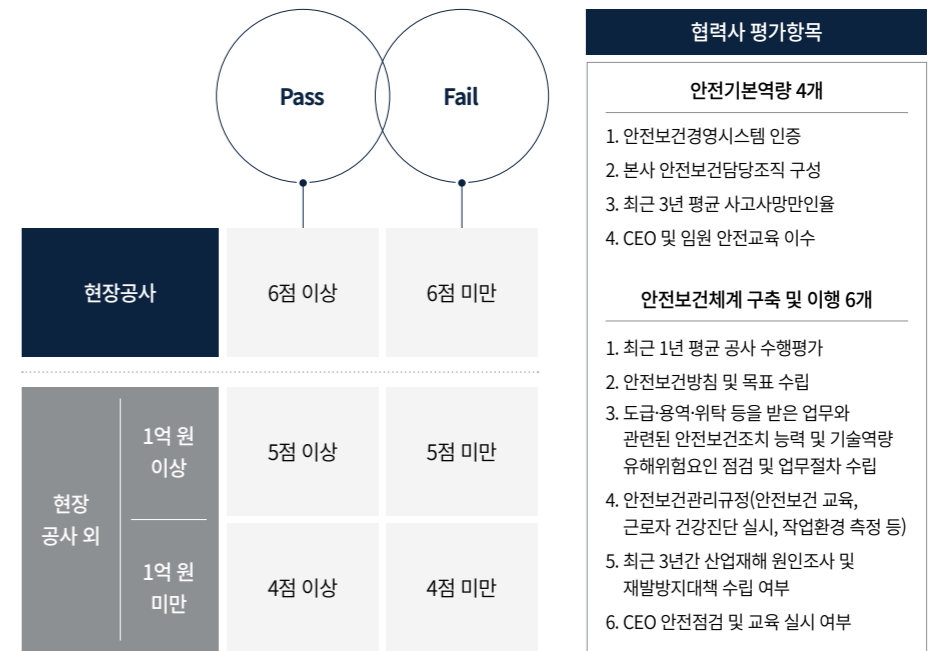 Pass
Fail
현장공사
6점 이상
6점 미만
현장
공사 외
1억 원
이상
5점 이상
5점 미만
1억 원
미만
4점 이상
4점 미만
협력사 평가항목
안전기본역량 4개
1. 안전보건경영시스템 인증
2. 본사 안전보건담당조직 구성
3. 최근 3년 평균 사고사망만인율
4. CEO 및 임원 안전교육 이수
안전보건체계 구축 및 이행 6개
1. 최근 1년 평균 공사 수행평가
2. 안전보건방침 및 목표 수립
3. 도급·용역·위탁 등을 받은 업무와
관련된 안전보건조치 능력 및 기술역량
유해위험요인 점검 및 업무절차 수립
4. 안전보건관리규정(안전보건 교육,
근로자 건강진단 실시, 작업환경 측정 등)
5. 최근 3년간 산업재해 원인조사 및
재발방지대책 수립 여부
6. CEO 안전점검 및 교육 실시 여부